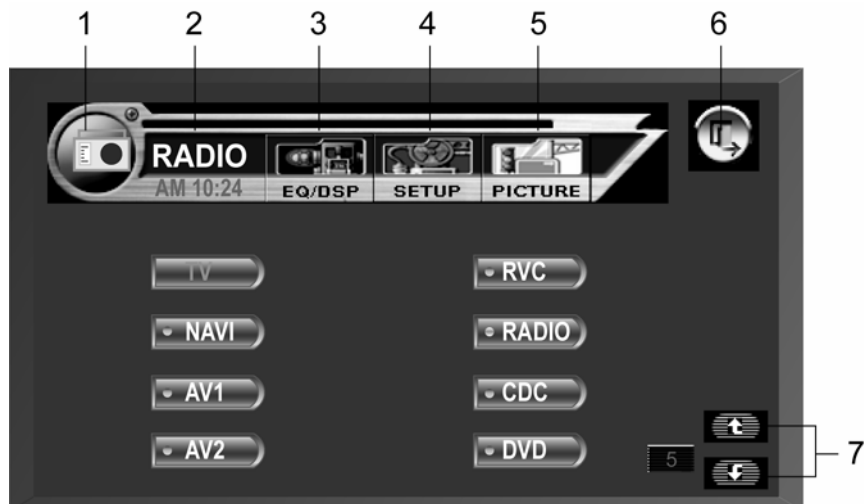 1 2 3 4 5 6
RADIO
AM 10:24
EQ/DSP SETUP PICTURE
TV RVC
NAVI RADIO
AV1 CDC
AV2 DVD
5
7